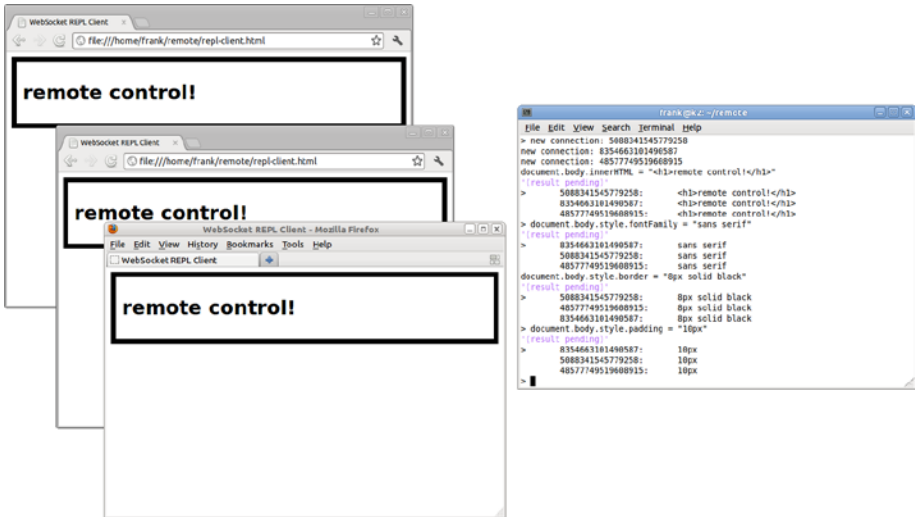 WebSocket REPL Client
file:///home/frank/remote/repl-client.html
remote control!
WebSocket REPL Client
file:///home/frank/remote/repl-client.html
remote control!
WebSocket REPL Client - Mozilla Firefox
File Edit View History Bookmarks Tools Help
WebSocket REPL Client
remote control!
frank@k2: ~/remote
File Edit View Search Terminal Help
> new connection: 5088341545779258
new connection: 8354663101490587
new connection: 48577749519608915
document.body.innerHTML = "<h1>remote control!</h1>"
'[result pending]'
> 5088341545779258: <h1>remote control!</h1>
8354663101490587: <h1>remote control!</h1>
48577749519608915: <h1>remote control!</h1>
> document.body.style.fontFamily = "sans serif"
'[result pending]'
> 8354663101490587: sans serif
5088341545779258: sans serif
48577749519608915: sans serif
document.body.style.border = "8px solid black"
'[result pending]'
> 5088341545779258: 8px solid black
48577749519608915: 8px solid black
8354663101490587: 8px solid black
> document.body.style.padding = "10px"
'[result pending]'
> 8354663101490587: 10px
5088341545779258: 10px
48577749519608915: 10px
>